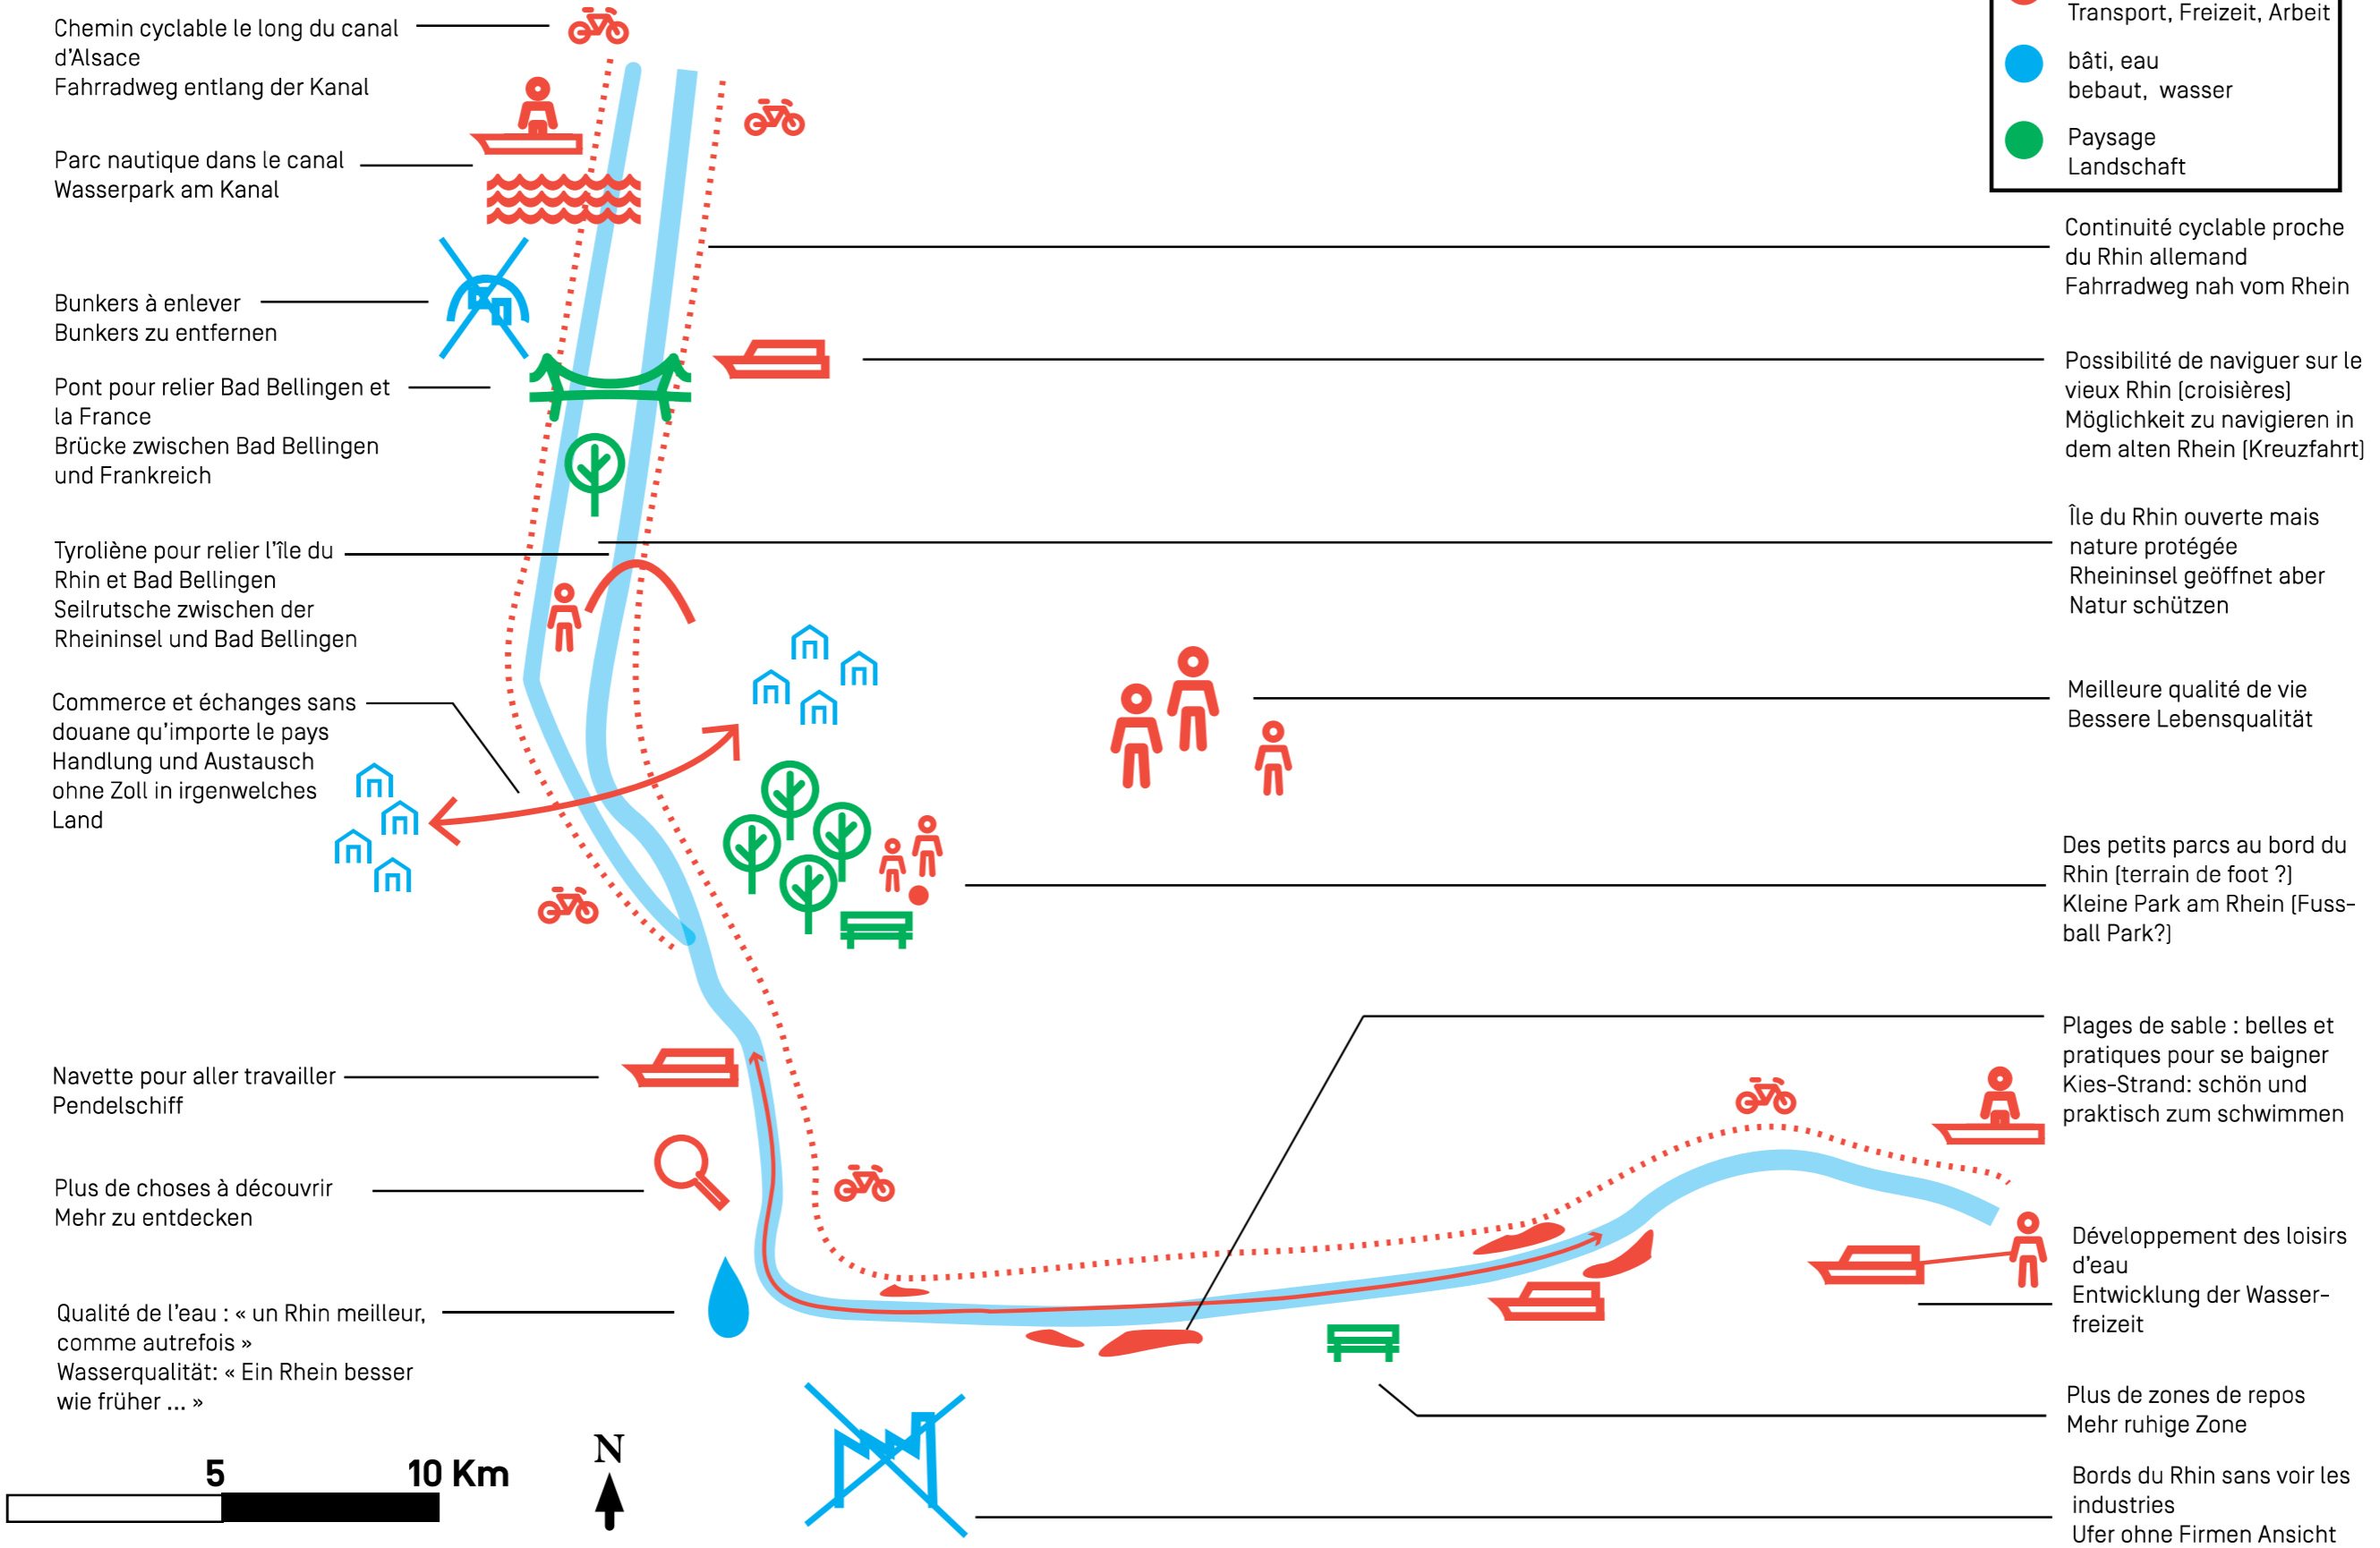 Chemin cyclable le long du canal
d'Alsace
Fahrradweg entlang der Kanal
Parc nautique dans le canal
Wasserpark am Kanal
Bunkers à enlever
Bunkers zu entfernen
Pont pour relier Bad Bellingen et
la France
Brücke zwischen Bad Bellingen
und Frankreich
Tyroliène pour relier l'île du
Rhin et Bad Bellingen
Seilrutsche zwischen der
Rheininsel und Bad Bellingen
Commerce et échanges sans
douane qu'importe le pays
Handlung und Austausch
ohne Zoll in irgenwelches
Land
Navette pour aller travailler
Pendelschiff
Plus de choses à découvrir
Mehr zu entdecken
Qualité de l'eau : « un Rhin meilleur,
comme autrefois »
Wasserqualität: « Ein Rhein besser
wie früher ... »
5 10 Km
N
Transport, Freizeit, Arbeit
bâti, eau
bebaut, wasser
Paysage
Landschaft
Continuité cyclable proche
du Rhin allemand
Fahrradweg nah vom Rhein
Possibilité de naviguer sur le
vieux Rhin (croisières)
Möglichkeit zu navigieren in
dem alten Rhein (Kreuzfahrt)
Île du Rhin ouverte mais
nature protégée
Rheininsel geöffnet aber
Natur schützen
Meilleure qualité de vie
Bessere Lebensqualität
Des petits parcs au bord du
Rhin (terrain de foot ?)
Kleine Park am Rhein (Fuss-
ball Park?)
Plages de sable : belles et
pratiques pour se baigner
Kies-Strand: schön und
praktisch zum schwimmen
Développement des loisirs
d'eau
Entwicklung der Wasser-
freizeit
Plus de zones de repos
Mehr ruhige Zone
Bords du Rhin sans voir les
industries
Ufer ohne Firmen Ansicht